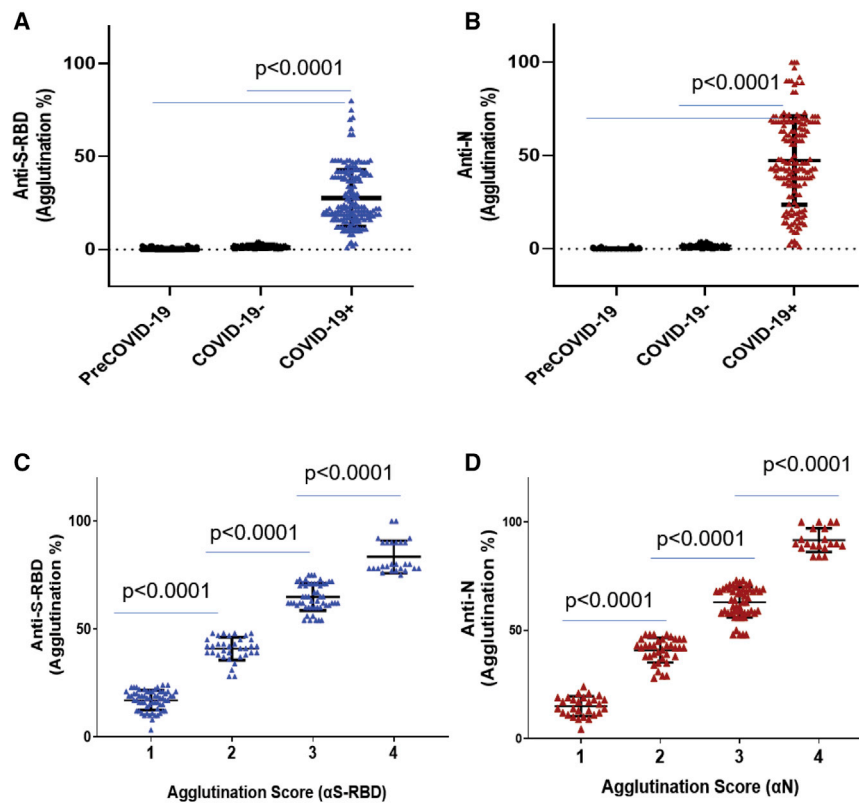 A
Anti-S-RBD
(Agglutination %)
100
50
0
p<0.0001
PreCOVID-19
COVID-19-
COVID-19+
B
Anti-N
(Agglutination %)
100
50
0
p<0.0001
PreCOVID-19
COVID-19-
COVID-19+
C
Anti-S-RBD
(Agglutination %)
100
50
0
p<0.0001
p<0.0001
p<0.0001
1 2 3 4
Agglutination Score (αS-RBD)
D
Anti-N
(Agglutination %)
100
50
0
p<0.0001
p<0.0001
p<0.0001
1 2 3 4
Agglutination Score (αN)